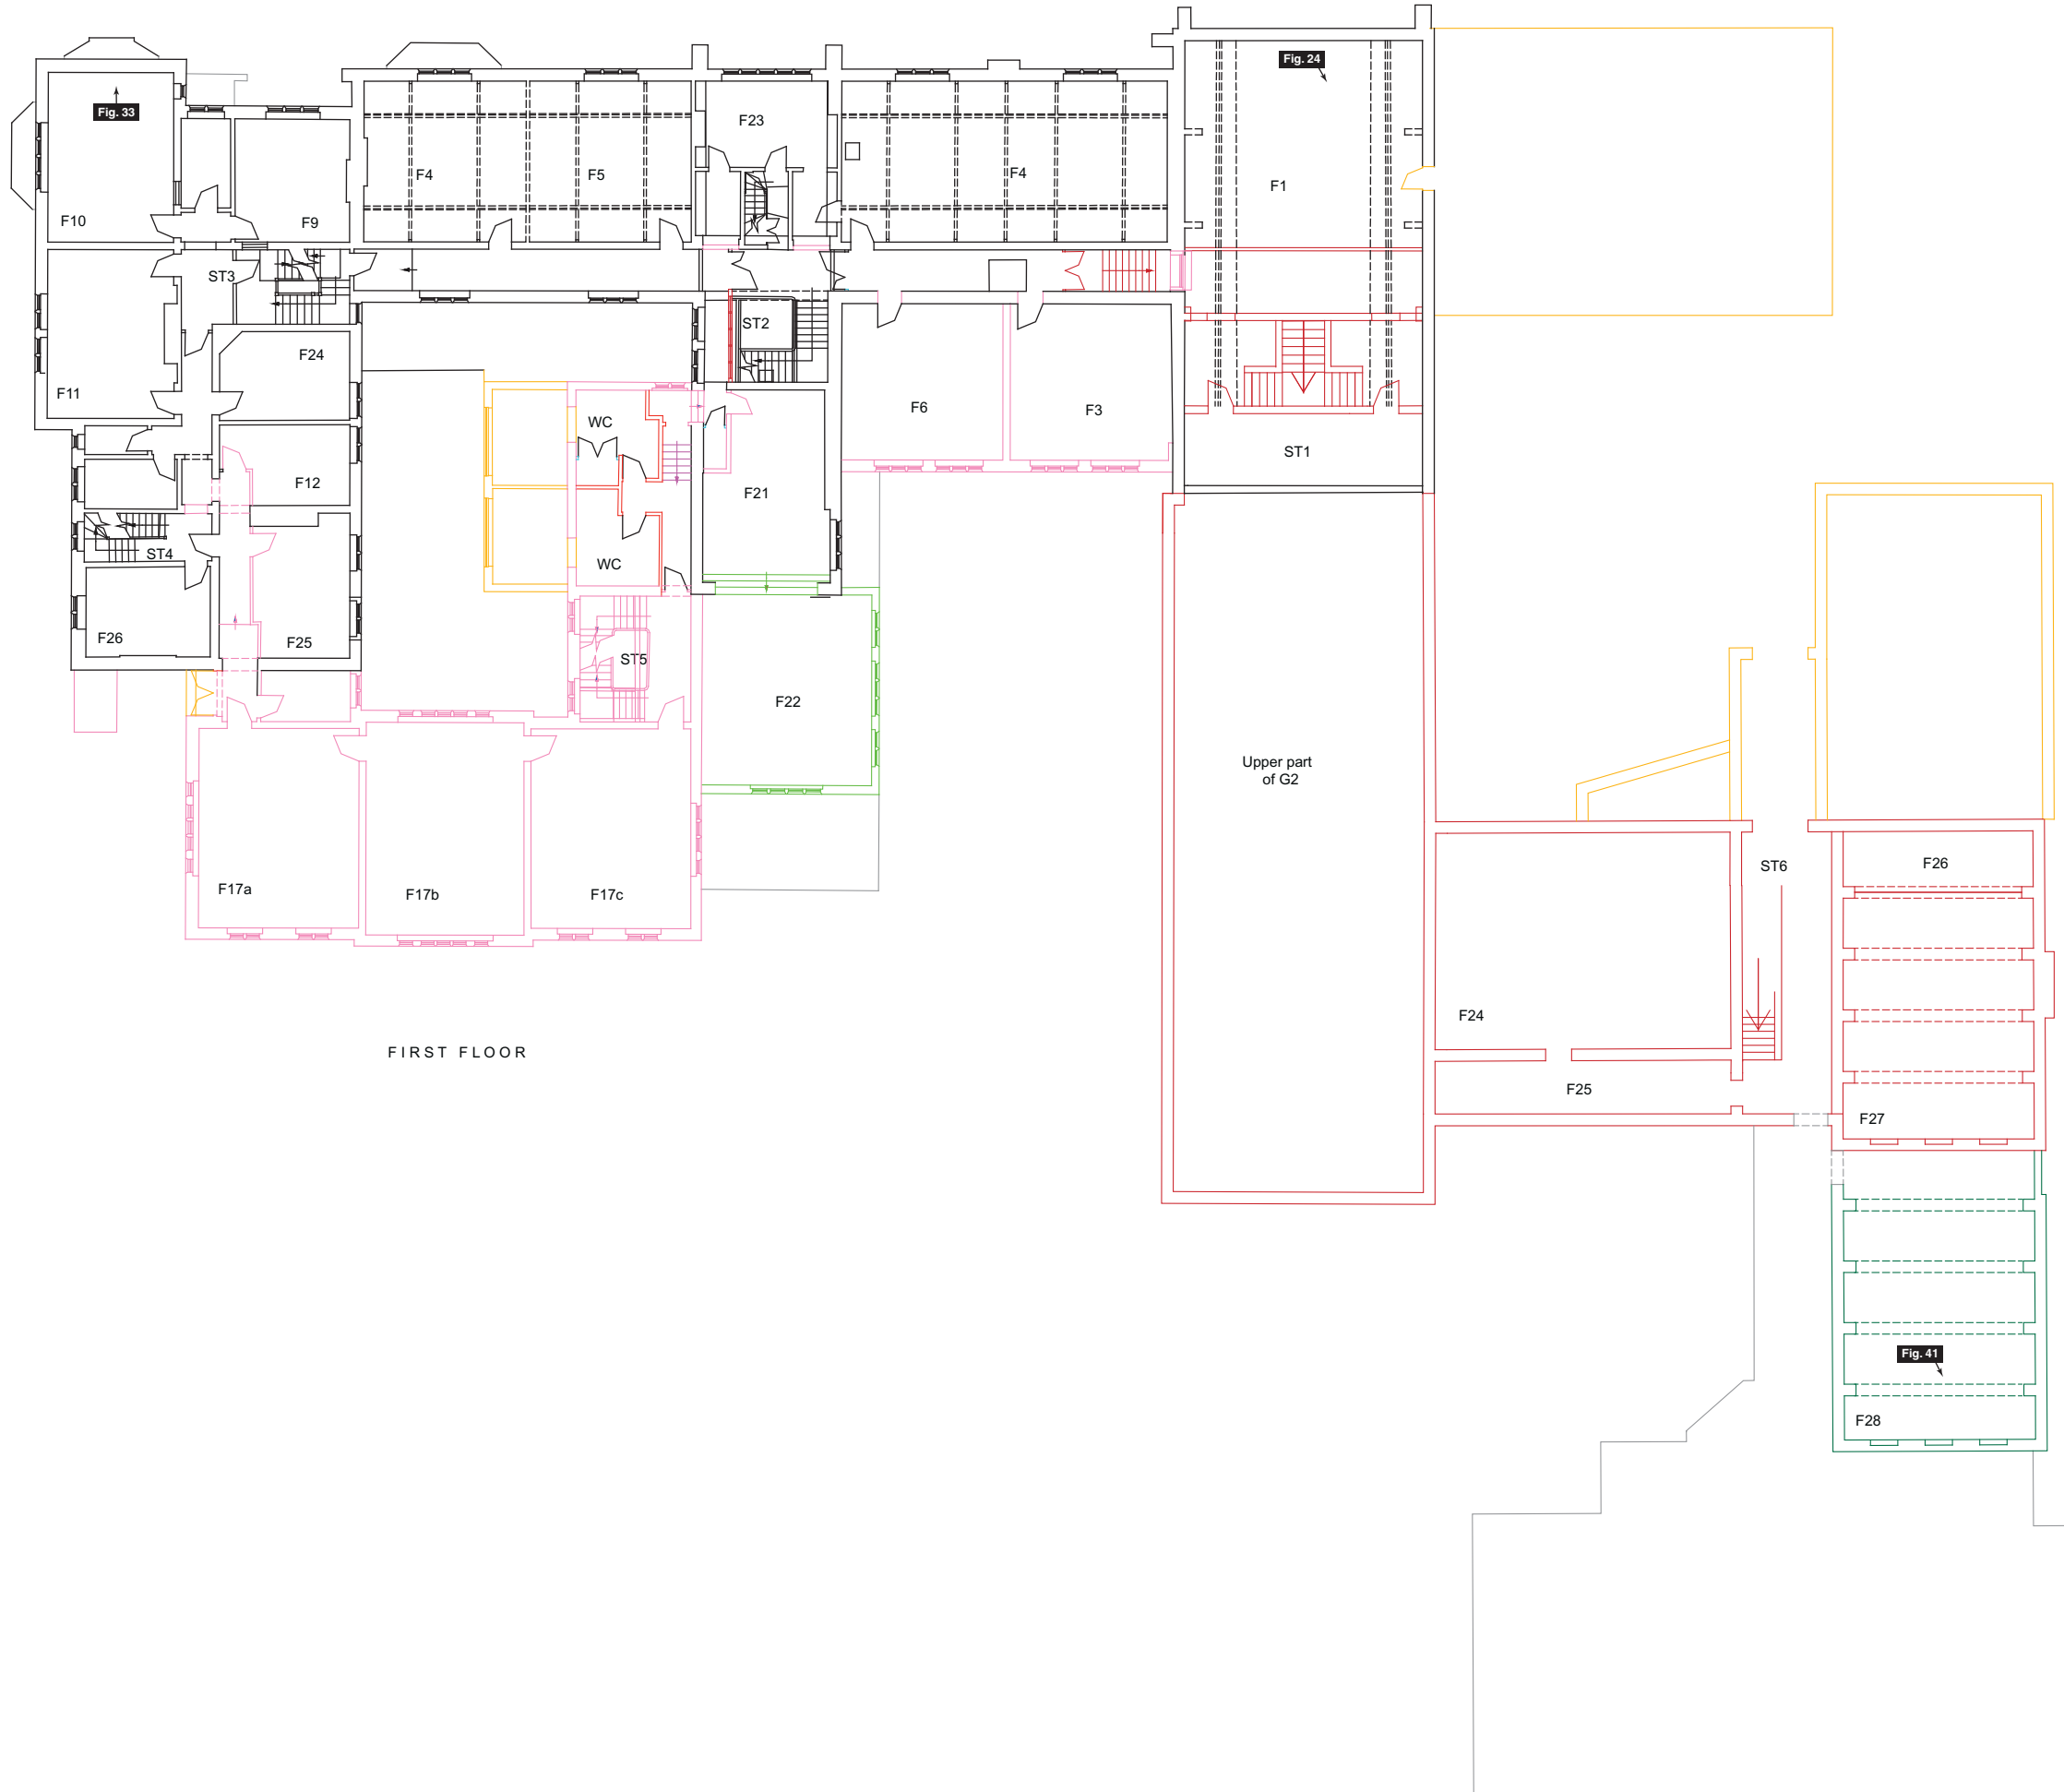 Fig. 24
Fig. 33
F23
F4
F5
F4
F1
F10
F9
ST3
ST2
F24
F11
F6
F3
WC
ST1
F12
F21
ST4
WC
F26
F25
ST5
F22
Upper part
of G2
F17a
F17b
F17c
F26
ST6
F24
FIRST FLOOR
F25
F27
Fig. 41
F28